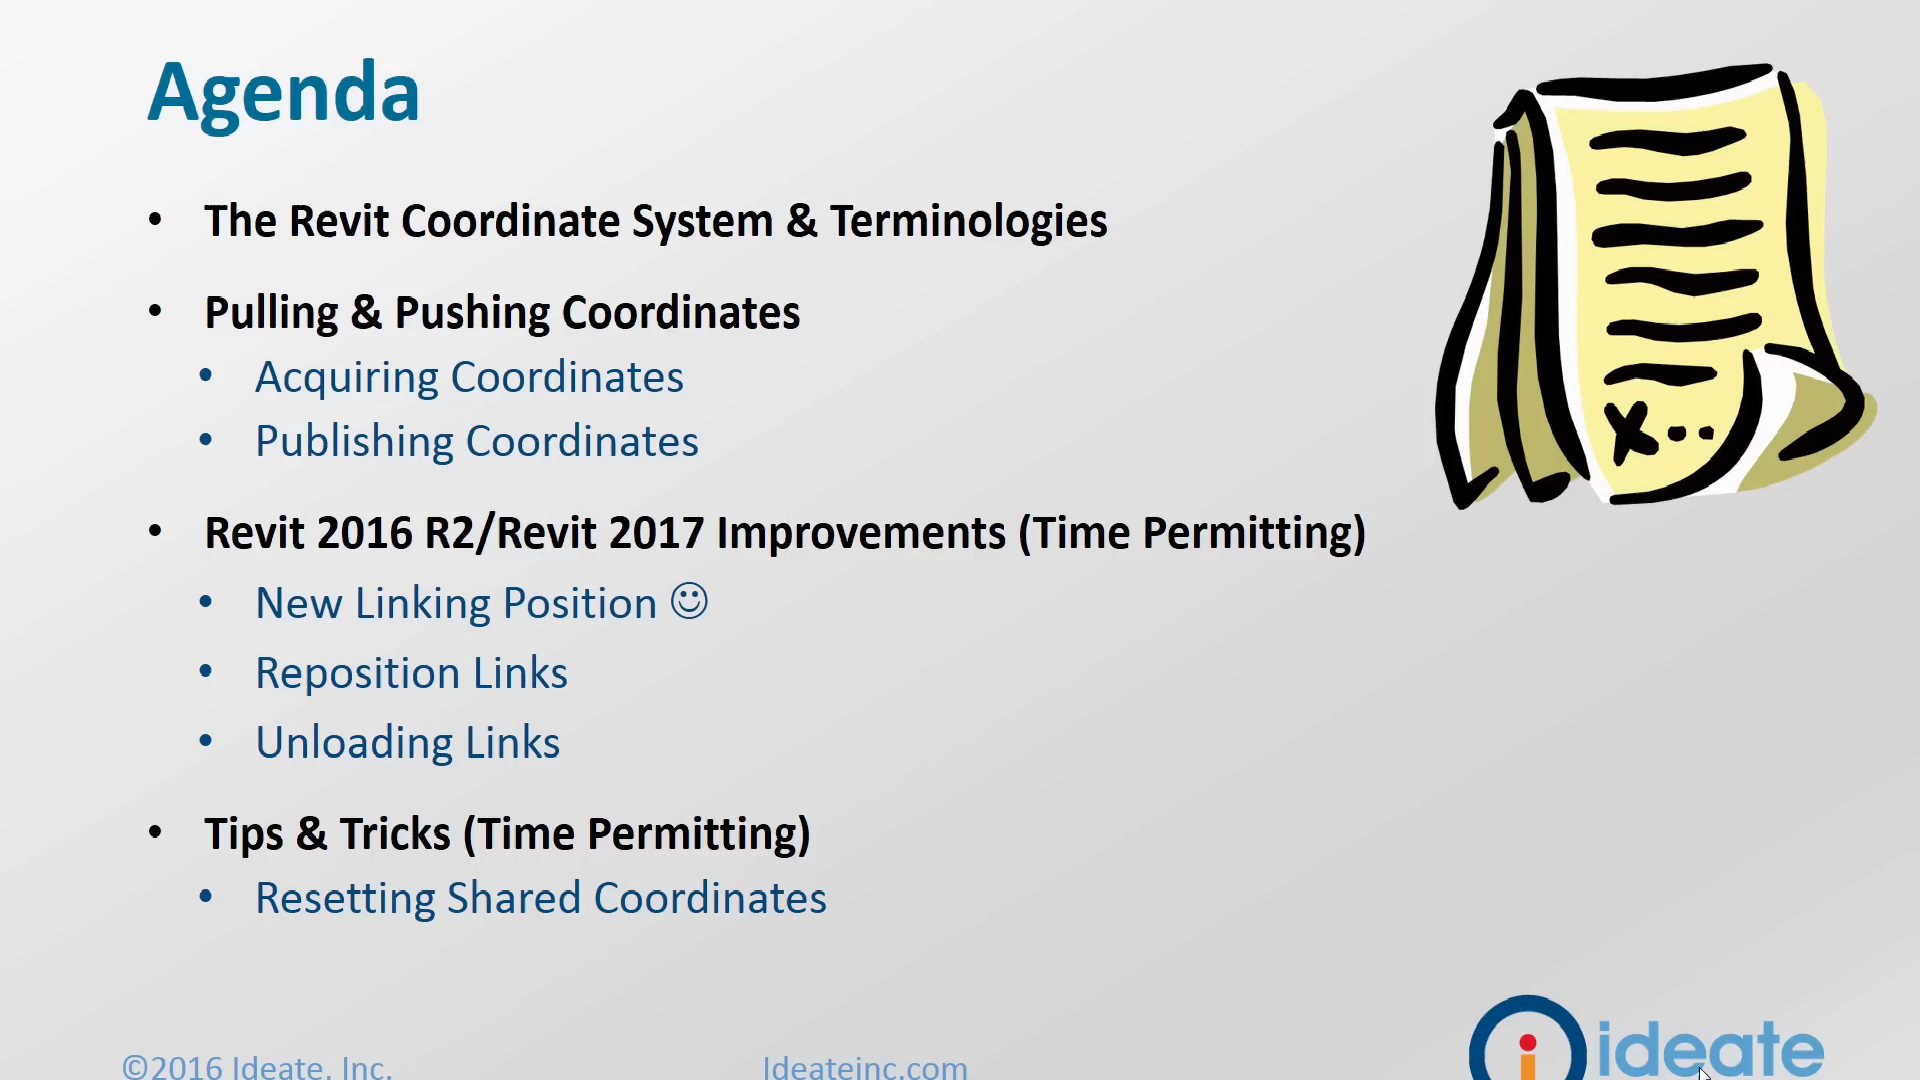 Agenda
• The Revit Coordinate System & Terminologies
• Pulling & Pushing Coordinates
• Acquiring Coordinates
• Publishing Coordinates
• Revit 2016 R2/Revit 2017 Improvements (Time Permitting)
• New Linking Position ☺
• Reposition Links
• Unloading Links
• Tips & Tricks (Time Permitting)
• Resetting Shared Coordinates
X...
©2016 Ideate, Inc.
Ideateinc.com
ideate